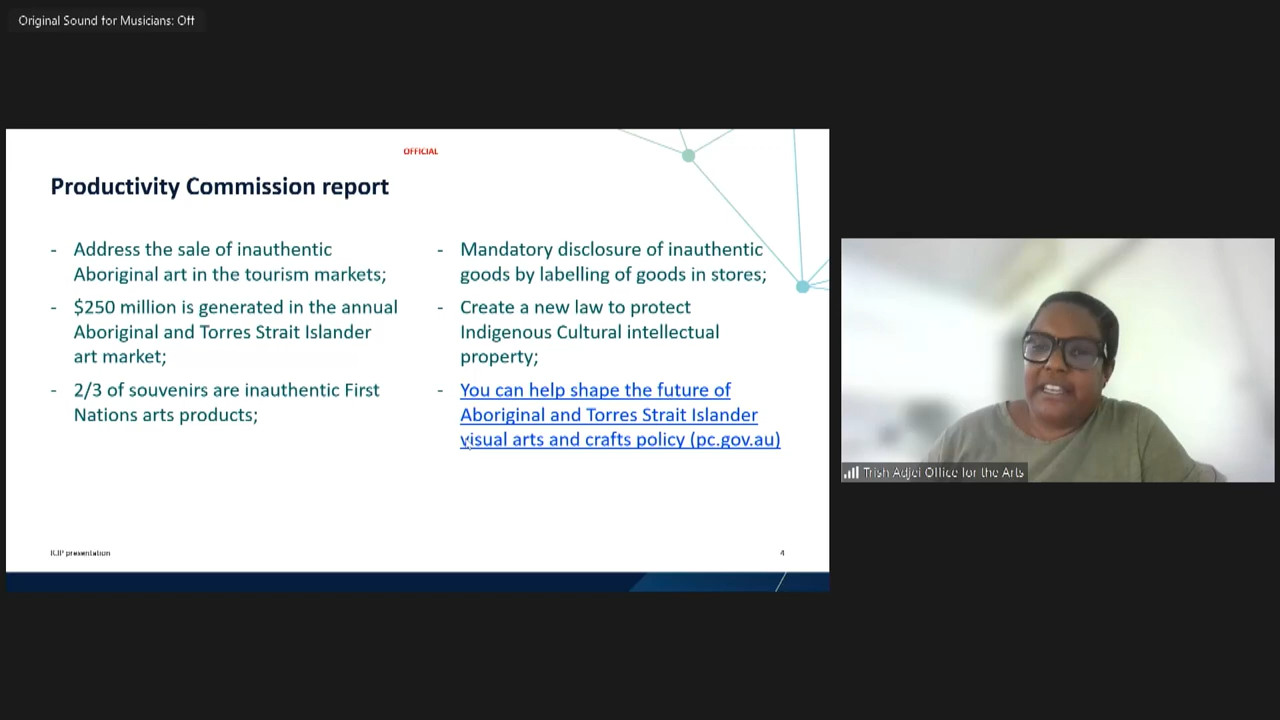 Original Sound for Musicians: Off
OFFICIAL
Productivity Commission report
- Address the sale of inauthentic
Aboriginal art in the tourism markets;
- $250 million is generated in the annual
Aboriginal and Torres Strait Islander
art market;
- 2/3 of souvenirs are inauthentic First
Nations arts products;
- Mandatory disclosure of inauthentic
goods by labelling of goods in stores;
- Create a new law to protect
Indigenous Cultural intellectual
property;
- You can help shape the future of
Aboriginal and Torres Strait Islander
visual arts and crafts policy (pc.gov.au)
presentation
4
Trish Adjei Office for the Arts